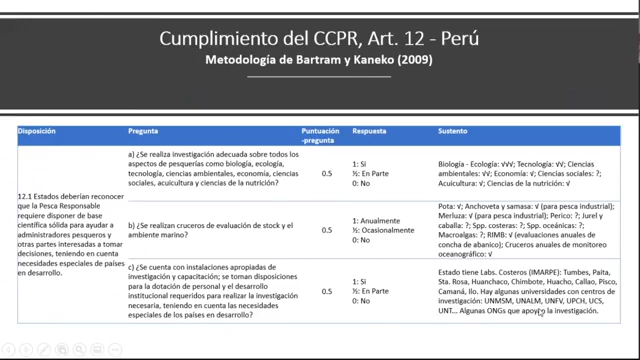 Cumplimiento del CCPR, Art. 12 - Perú
Metodología de Bartram y Kaneko (2009)
Disposición
Pregunta
Puntuación
-pregunta
Respuesta
Sustento
12.1 Estados deberían reconocer
que la Pesca Responsable
requiere disponer de base
científica sólida para ayudar a
administradores pesqueros y
otras partes interesadas a tomar
decisiones, teniendo en cuenta
necesidades especiales de países
en desarrollo.
a) ¿Se realiza investigación adecuada sobre todos los
aspectos de pesquerías como biología, ecología,
tecnología, ciencias ambientales, economía, ciencias
sociales, acuicultura y ciencias de la nutrición?
0.5
1: Si
½: En Parte
0: No
Biología - Ecología: √√√; Tecnología: √√; Ciencias
ambientales: √√; Economía: √; Ciencias sociales: ?;
Acuicultura: √; Ciencias de la nutrición: √
b) ¿Se realizan cruceros de evaluación de stock y el
ambiente marino?
0.5
1: Anualmente
½: Ocasionalmente
0: No
Pota: √; Anchoveta y samasa: √ (para pesca industrial);
Merluza: √ (para pesca industrial); Perico: ?; Jurel y
caballa: ?; Spp. costeras: ?; Spp. oceánicas: ?;
Macroalgas: ?; RIMB: √ (evaluaciones anuales de
concha de abanico); Cruceros anuales de monitoreo
oceanográfico: √
c) ¿Se cuenta con instalaciones apropiadas de
investigación y capacitación; se toman disposiciones
para la dotación de personal y el desarrollo
institucional requeridos para realizar la investigación
necesaria, teniendo en cuenta las necesidades
especiales de los países en desarrollo?
0.5
1: Si
½: En Parte
0: No
Estado tiene Labs. Costeros (IMARPE): Tumbes, Paita,
Sta. Rosa, Huanchaco, Chimbote, Huacho, Callao, Pisco,
Camaná, Ilo. Hay algunas universidades con centros de
investigación: UNMSM, UNALM, UNFV, UPCH, UCS,
UNT... Algunas ONGs que apoyan la investigación.